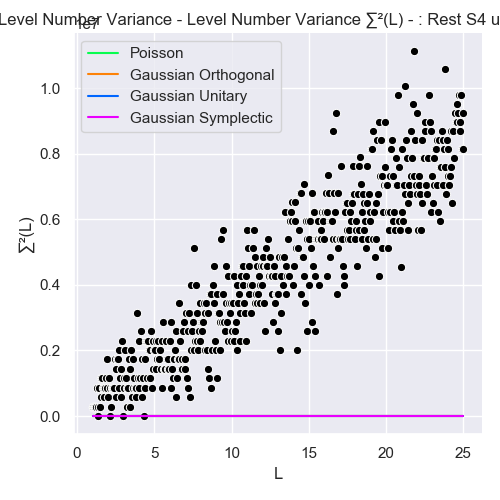 Level Number Variance - Level Number Variance ∑²(L) - : Rest S4 u
1e7
Poisson
Gaussian Orthogonal
Gaussian Unitary
Gaussian Symplectic
∑²(L)
1.0
0.8
0.6
0.4
0.2
0.0
0 5 10 15 20 25
L